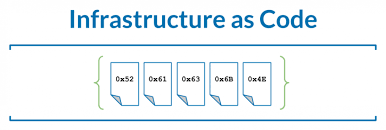 Infrastructure as Code
0x52 0x61 0x63 0x6B 0x4E